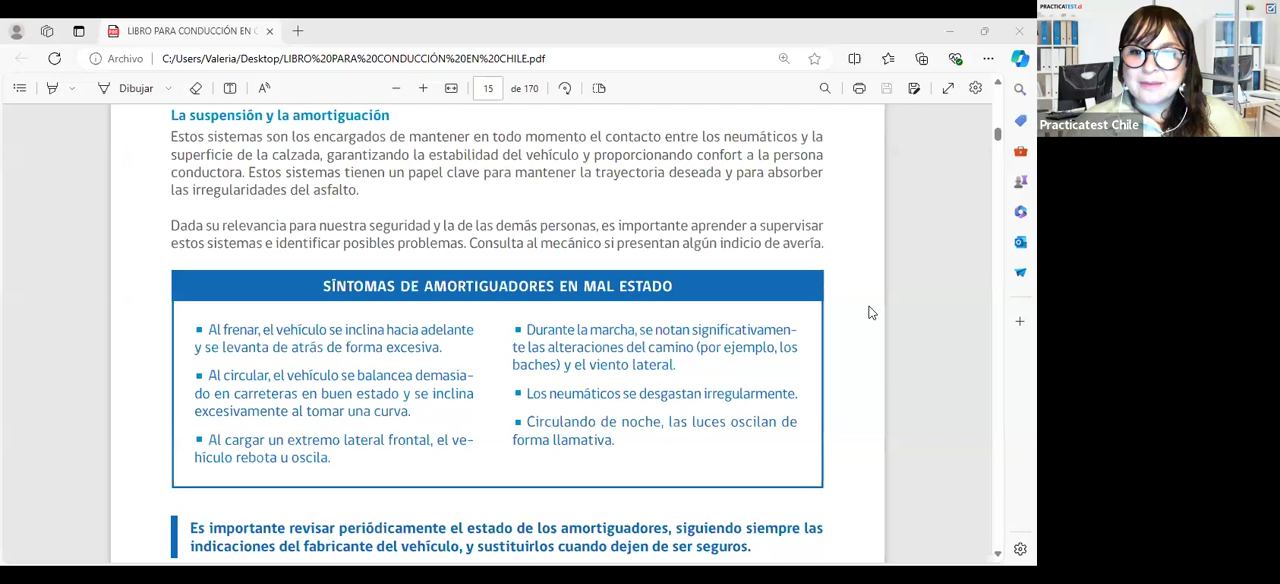 LIBRO PARA CONDUCCIÓN EN C
Archivo
C:/Users/Valeria/Desktop/LIBRO%20PARA%20CONDUCCIÓN%20EN%20CHILE.pdf
Dibujar
15
de 170
PRACTICATEST.cl
Practicatest Chile
La suspensión y la amortiguación
Estos sistemas son los encargados de mantener en todo momento el contacto entre los neumáticos y la
superficie de la calzada, garantizando la estabilidad del vehículo y proporcionando confort a la persona
conductora. Estos sistemas tienen un papel clave para mantener la trayectoria deseada y para absorber
las irregularidades del asfalto.
Dada su relevancia para nuestra seguridad y la de las demás personas, es importante aprender a supervisar
estos sistemas e identificar posibles problemas. Consulta al mecánico si presentan algún indicio de avería.
SÍNTOMAS DE AMORTIGUADORES EN MAL ESTADO
▪ Al frenar, el vehículo se inclina hacia adelante
y se levanta de atrás de forma excesiva.
▪ Al circular, el vehículo se balancea demasia-
do en carreteras en buen estado y se inclina
excesivamente al tomar una curva.
▪ Al cargar un extremo lateral frontal, el ve-
hículo rebota u oscila.
▪ Durante la marcha, se notan significativamen-
te las alteraciones del camino (por ejemplo, los
baches) y el viento lateral.
▪ Los neumáticos se desgastan irregularmente.
▪ Circulando de noche, las luces oscilan de
forma llamativa.
Es importante revisar periódicamente el estado de los amortiguadores, siguiendo siempre las
indicaciones del fabricante del vehículo, y sustituirlos cuando dejen de ser seguros.